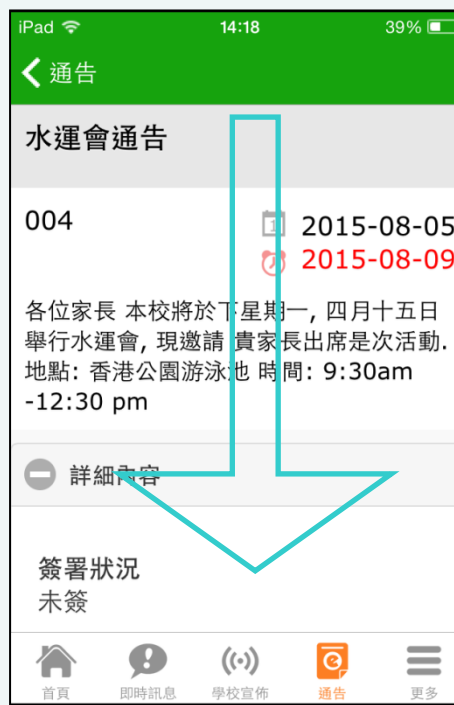 iPad 14:18 39%
通告
水運會通告
004 2015-08-05
2015-08-09
各位家長 本校將於下星期一, 四月十五日
舉行水運會, 現邀請 貴家長出席是次活動.
地點: 香港公園游泳池 時間: 9:30am
-12:30 pm
詳細內容
簽署狀況
未簽
首頁 即時訊息 學校宣佈 通告 更多